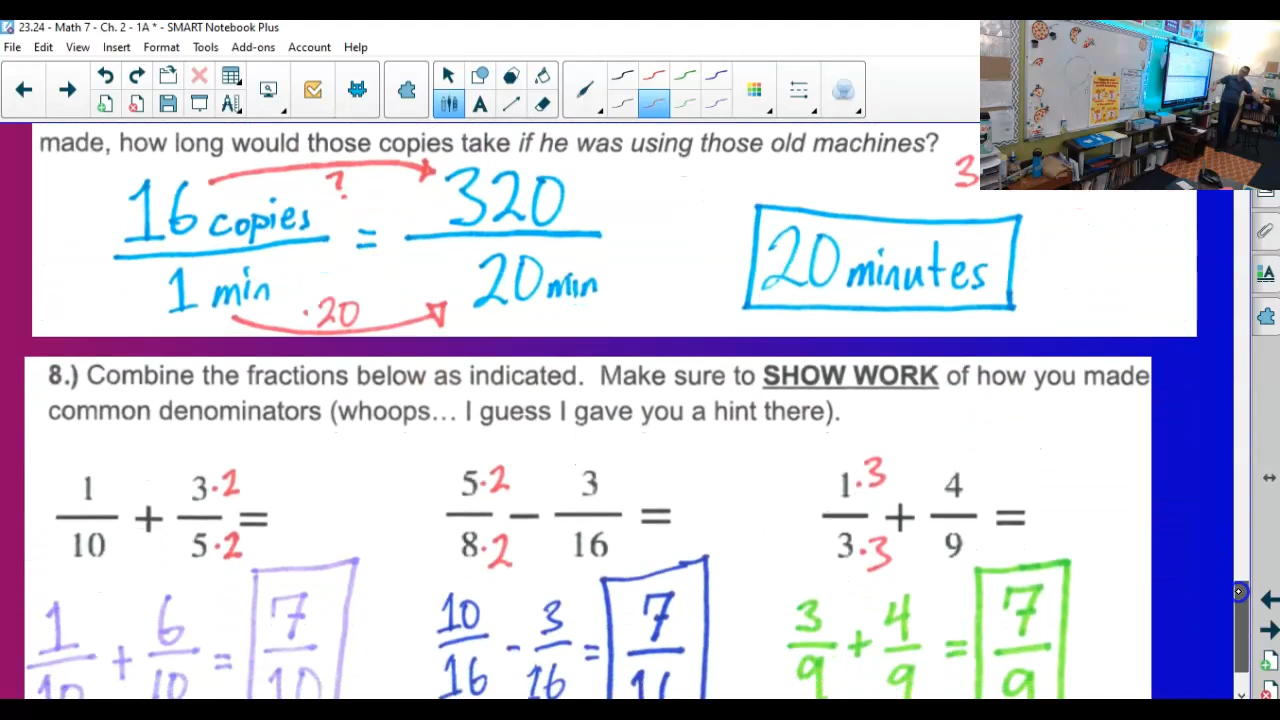 23.24 - Math 7 - Ch. 2 - 1A * - SMART Notebook Plus
File Edit View Insert Format Tools Add-ons Account Help
made, how long would those copies take if he was using those old machines?
3
16 copies / 1 min = 320 / 20 min
?
·20
20 minutes
8.) Combine the fractions below as indicated. Make sure to SHOW WORK of how you made
common denominators (whoops… I guess I gave you a hint there).
1/10 + 3·2/5·2 =
5·2/8·2 - 3/16 =
1·3/3·3 + 4/9 =
1/10 + 6/10 = 7/10
10/16 - 3/16 = 7/16
3/9 + 4/9 = 7/9